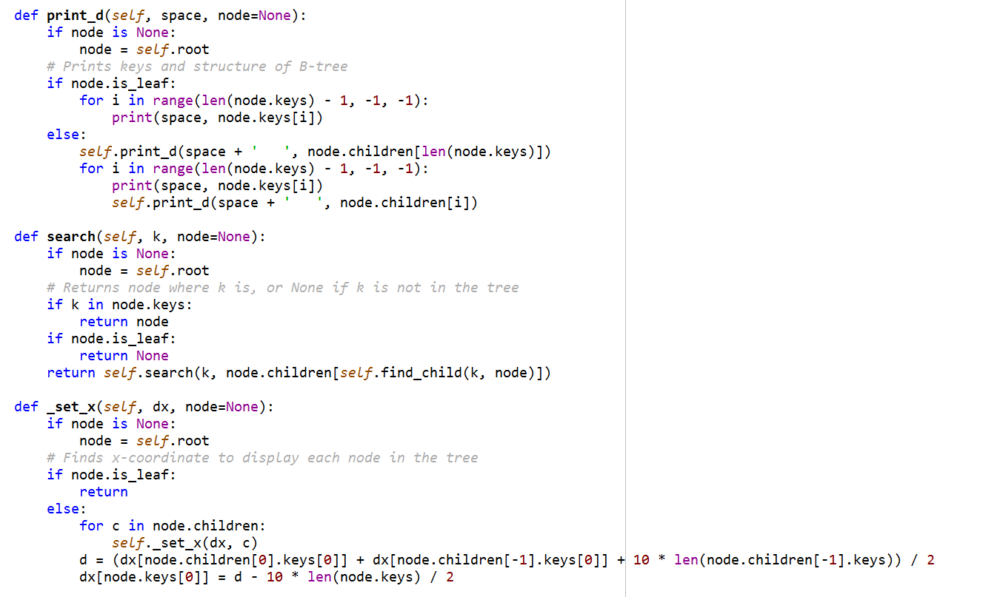 def print_d(self, space, node=None):
    if node is None:
        node = self.root
    # Prints keys and structure of B-tree
    if node.is_leaf:
        for i in range(len(node.keys) - 1, -1, -1):
            print(space, node.keys[i])
    else:
        self.print_d(space + '   ', node.children[len(node.keys)])
        for i in range(len(node.keys) - 1, -1, -1):
            print(space, node.keys[i])
            self.print_d(space + '   ', node.children[i])

def search(self, k, node=None):
    if node is None:
        node = self.root
    # Returns node where k is, or None if k is not in the tree
    if k in node.keys:
        return node
    if node.is_leaf:
        return None
    return self.search(k, node.children[self.find_child(k, node)])

def _set_x(self, dx, node=None):
    if node is None:
        node = self.root
    # Finds x-coordinate to display each node in the tree
    if node.is_leaf:
        return
    else:
        for c in node.children:
            self._set_x(dx, c)
        d = (dx[node.children[0].keys[0]] + dx[node.children[-1].keys[0]] + 10 * len(node.children[-1].keys)) / 2
        dx[node.keys[0]] = d - 10 * len(node.keys) / 2